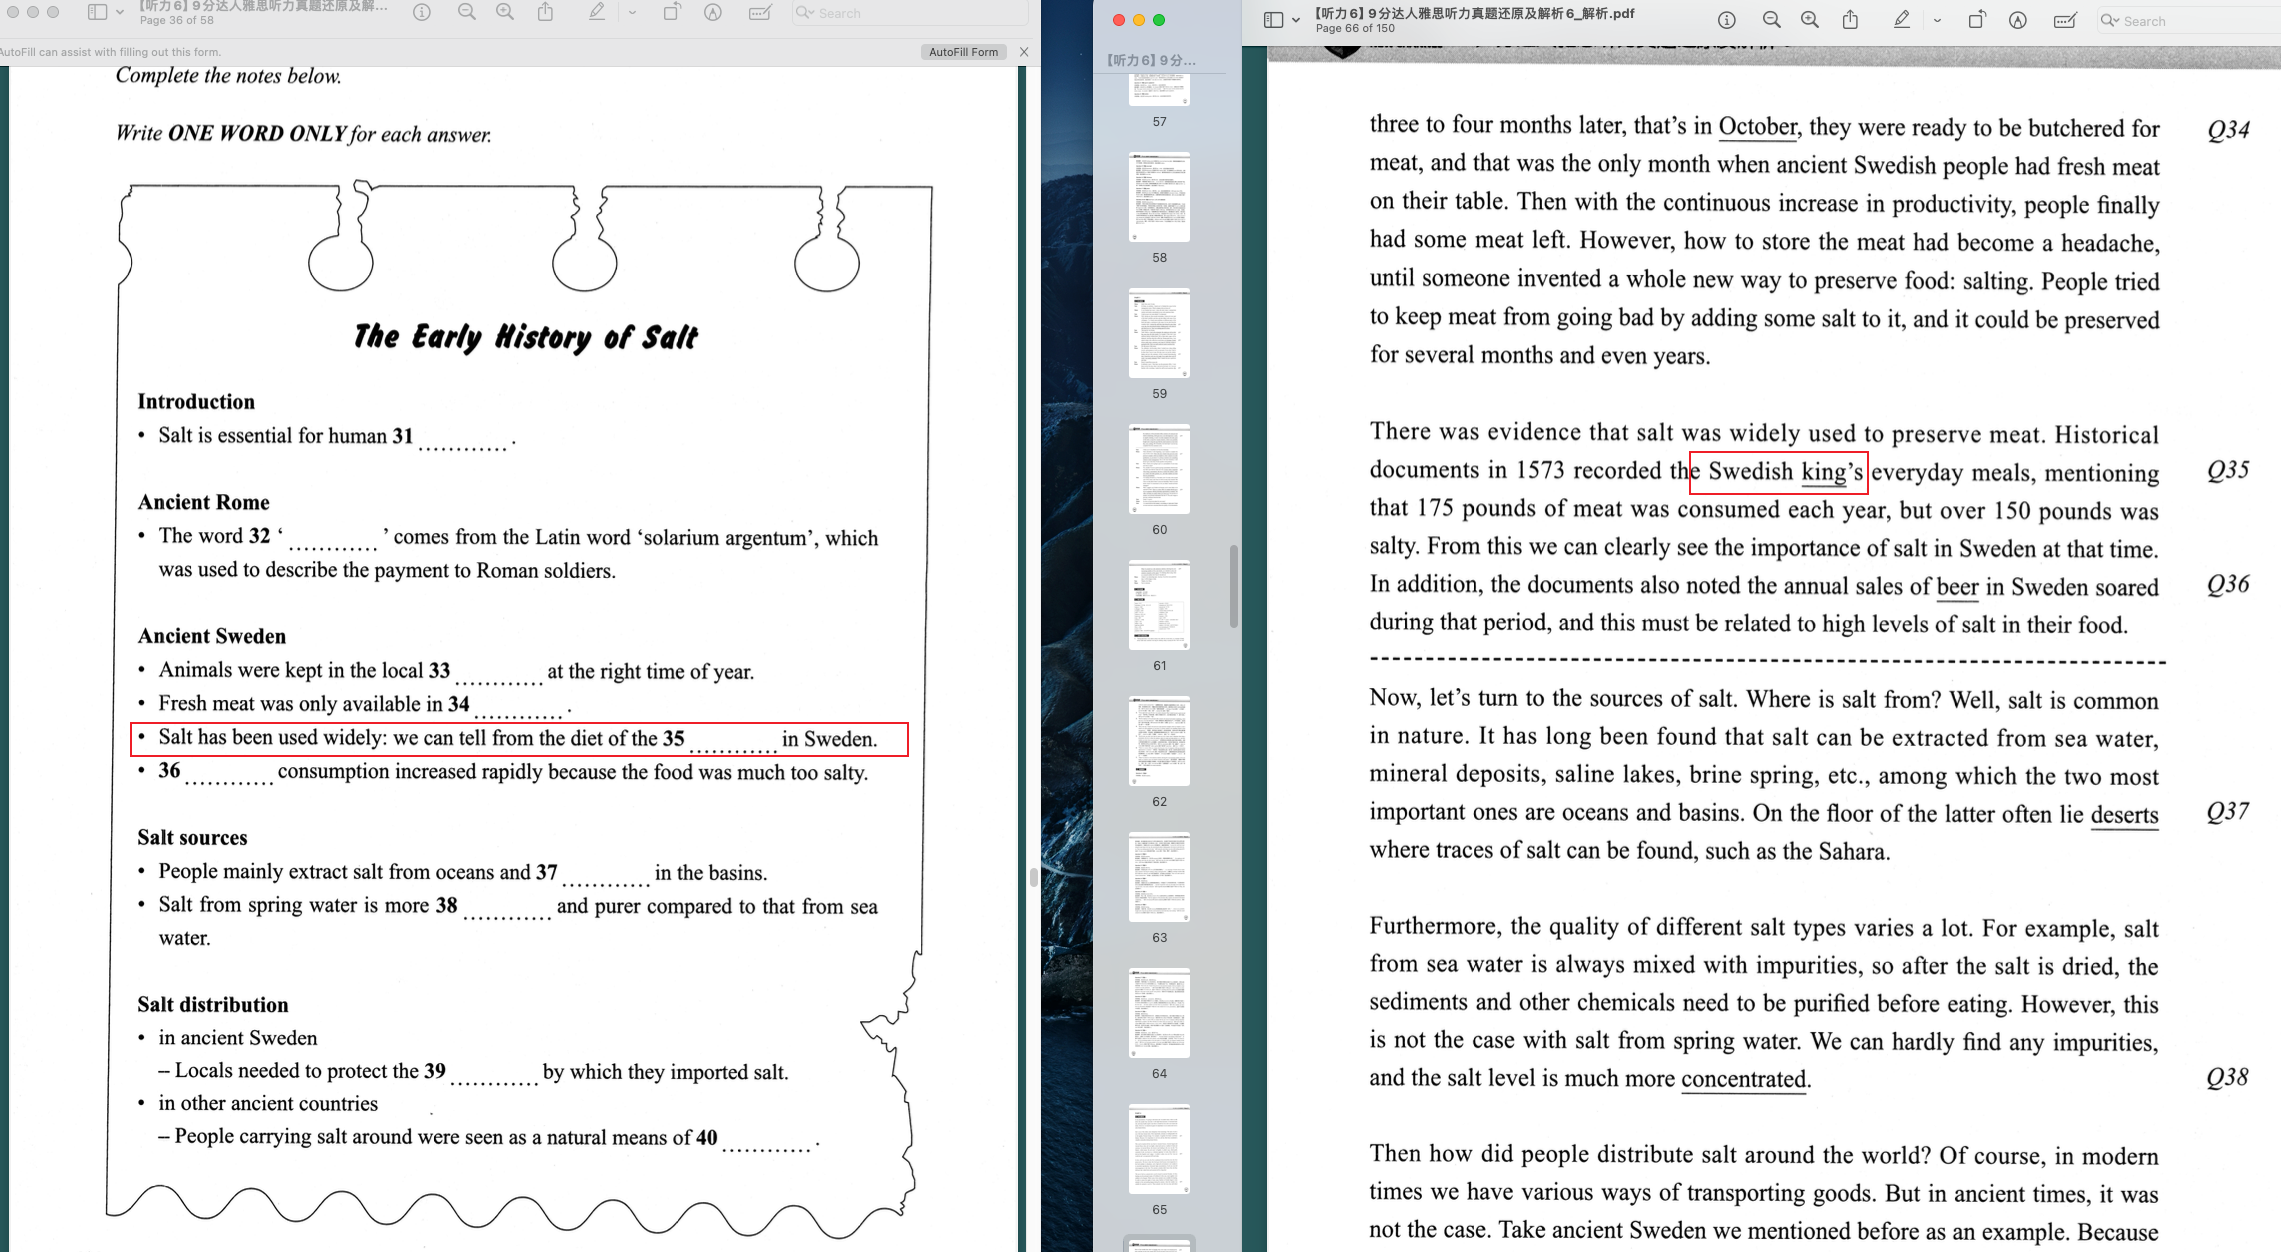 【听力6】9分达人雅思听力真题还原及解...
Page 36 of 58
Search
AutoFill can assist with filling out this form.
AutoFill Form
Complete the notes below.
Write ONE WORD ONLY for each answer.
The Early History of Salt
Introduction
• Salt is essential for human 31 ............ .
Ancient Rome
• The word 32 ‘ ............ ’ comes from the Latin word ‘solarium argentum’, which
was used to describe the payment to Roman soldiers.
Ancient Sweden
• Animals were kept in the local 33 ............ at the right time of year.
• Fresh meat was only available in 34 ............ .
• Salt has been used widely: we can tell from the diet of the 35 ............ in Sweden.
• 36 ............ consumption increased rapidly because the food was much too salty.
Salt sources
• People mainly extract salt from oceans and 37 ............ in the basins.
• Salt from spring water is more 38 ............ and purer compared to that from sea
water.
Salt distribution
• in ancient Sweden
– Locals needed to protect the 39 ............ by which they imported salt.
• in other ancient countries
– People carrying salt around were seen as a natural means of 40 ............ .
【听力6】9分达人雅思听力真题还原及解析6_解析.pdf
Page 66 of 150
Search
【听力6】9分...
57
58
59
60
61
62
63
64
65
three to four months later, that’s in October, they were ready to be butchered for Q34
meat, and that was the only month when ancient Swedish people had fresh meat
on their table. Then with the continuous increase in productivity, people finally
had some meat left. However, how to store the meat had become a headache,
until someone invented a whole new way to preserve food: salting. People tried
to keep meat from going bad by adding some salt to it, and it could be preserved
for several months and even years.
There was evidence that salt was widely used to preserve meat. Historical
documents in 1573 recorded the Swedish king’s everyday meals, mentioning Q35
that 175 pounds of meat was consumed each year, but over 150 pounds was
salty. From this we can clearly see the importance of salt in Sweden at that time.
In addition, the documents also noted the annual sales of beer in Sweden soared Q36
during that period, and this must be related to high levels of salt in their food.
Now, let’s turn to the sources of salt. Where is salt from? Well, salt is common
in nature. It has long been found that salt can be extracted from sea water,
mineral deposits, saline lakes, brine spring, etc., among which the two most
important ones are oceans and basins. On the floor of the latter often lie deserts Q37
where traces of salt can be found, such as the Sahara.
Furthermore, the quality of different salt types varies a lot. For example, salt
from sea water is always mixed with impurities, so after the salt is dried, the
sediments and other chemicals need to be purified before eating. However, this
is not the case with salt from spring water. We can hardly find any impurities,
and the salt level is much more concentrated. Q38
Then how did people distribute salt around the world? Of course, in modern
times we have various ways of transporting goods. But in ancient times, it was
not the case. Take ancient Sweden we mentioned before as an example. Because